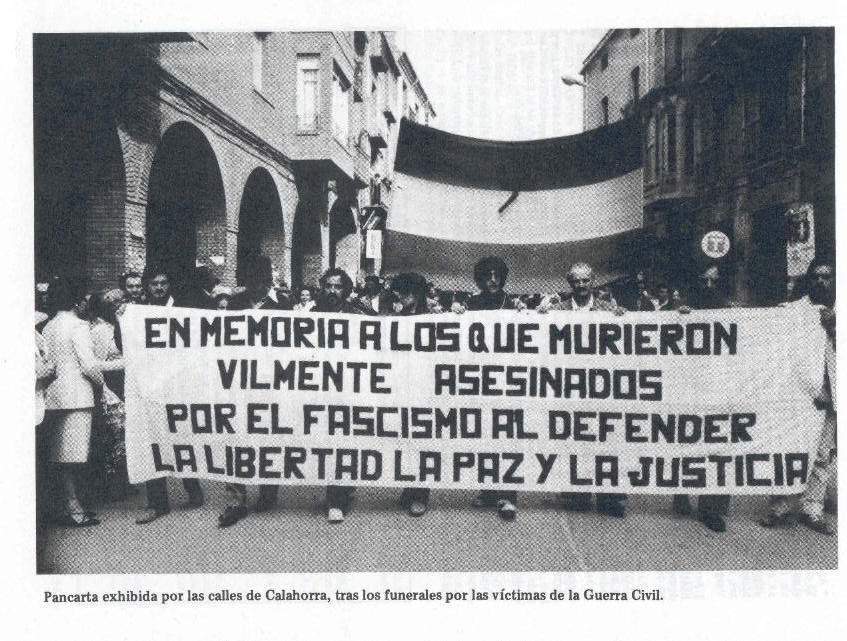 EN MEMORIA A LOS QUE MURIERON
VILMENTE ASESINADOS
POR EL FASCISMO AL DEFENDER
LA LIBERTAD LA PAZ Y LA JUSTICIA
Pancarta exhibida por las calles de Calahorra, tras los funerales por las víctimas de la Guerra Civil.